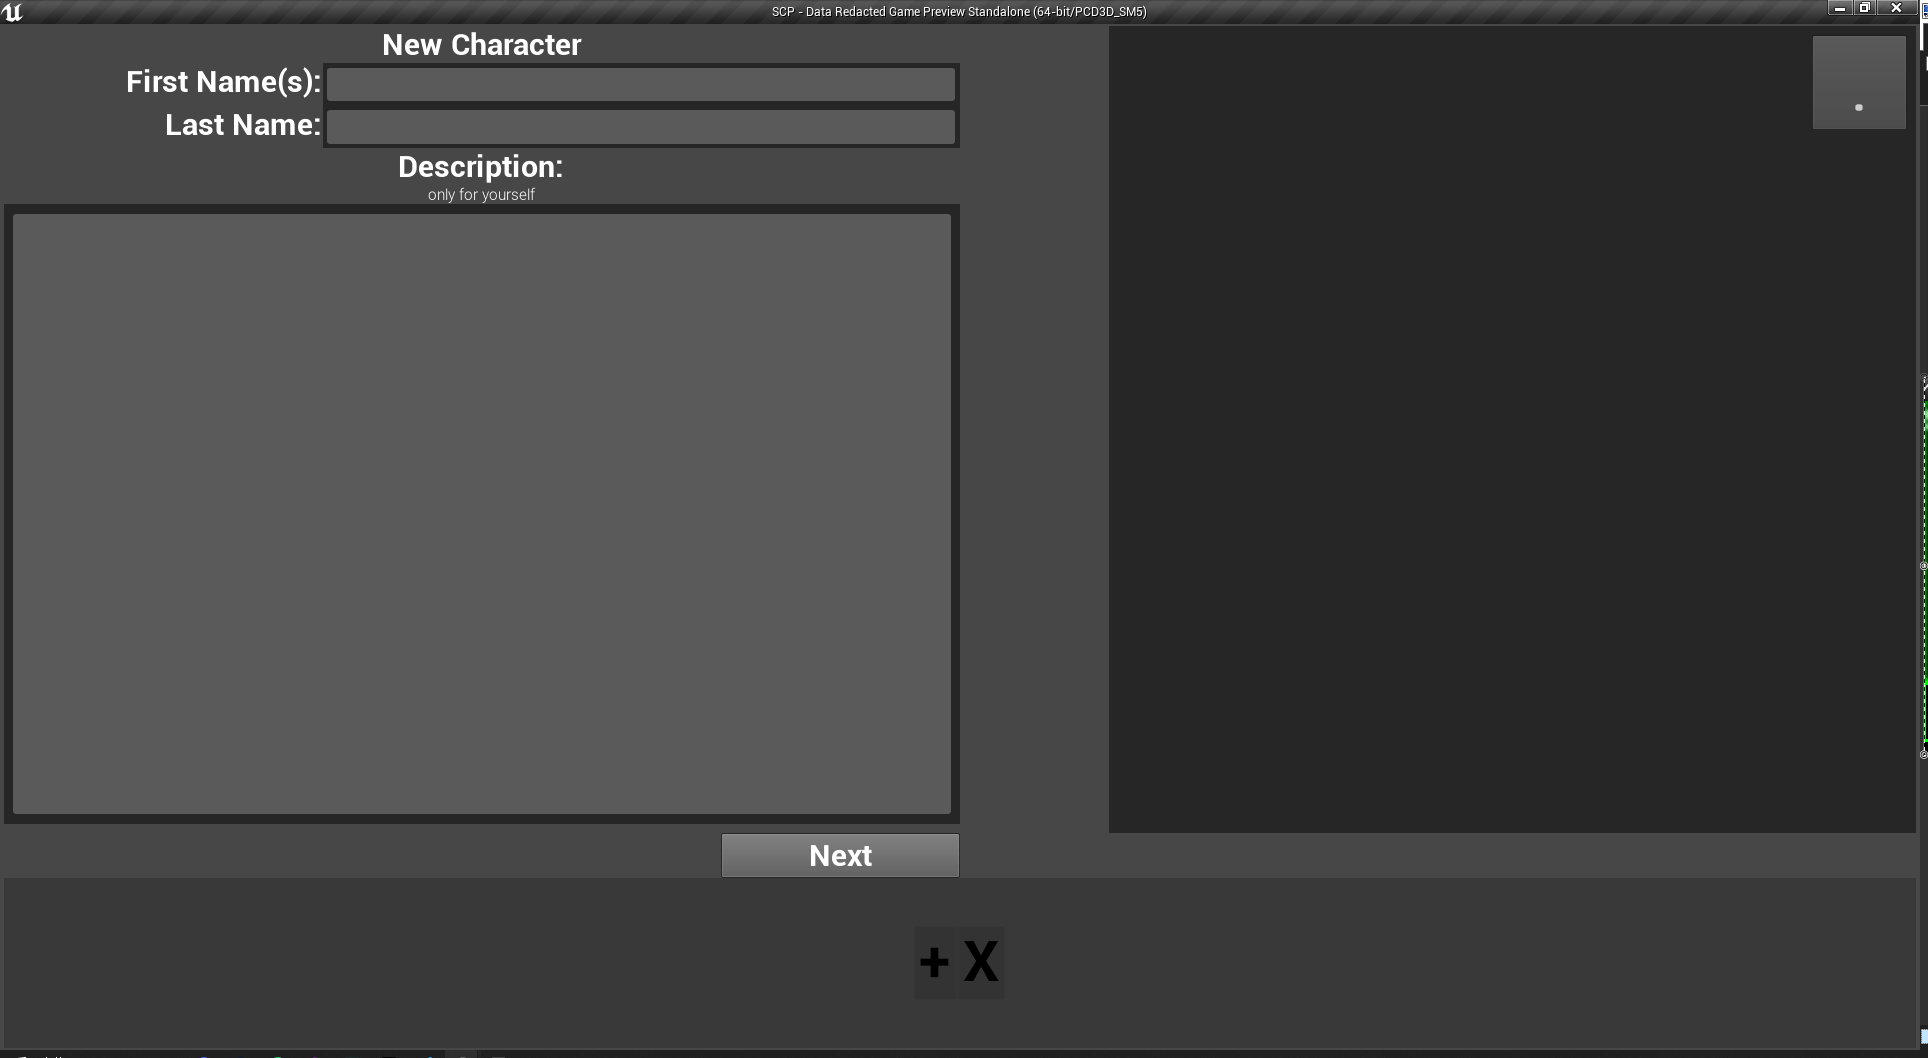 SCP - Data Redacted Game Preview Standalone (64-bit/PCD3D_SM5)
New Character
First Name(s):
Last Name:
Description:
only for yourself
Next
+ X